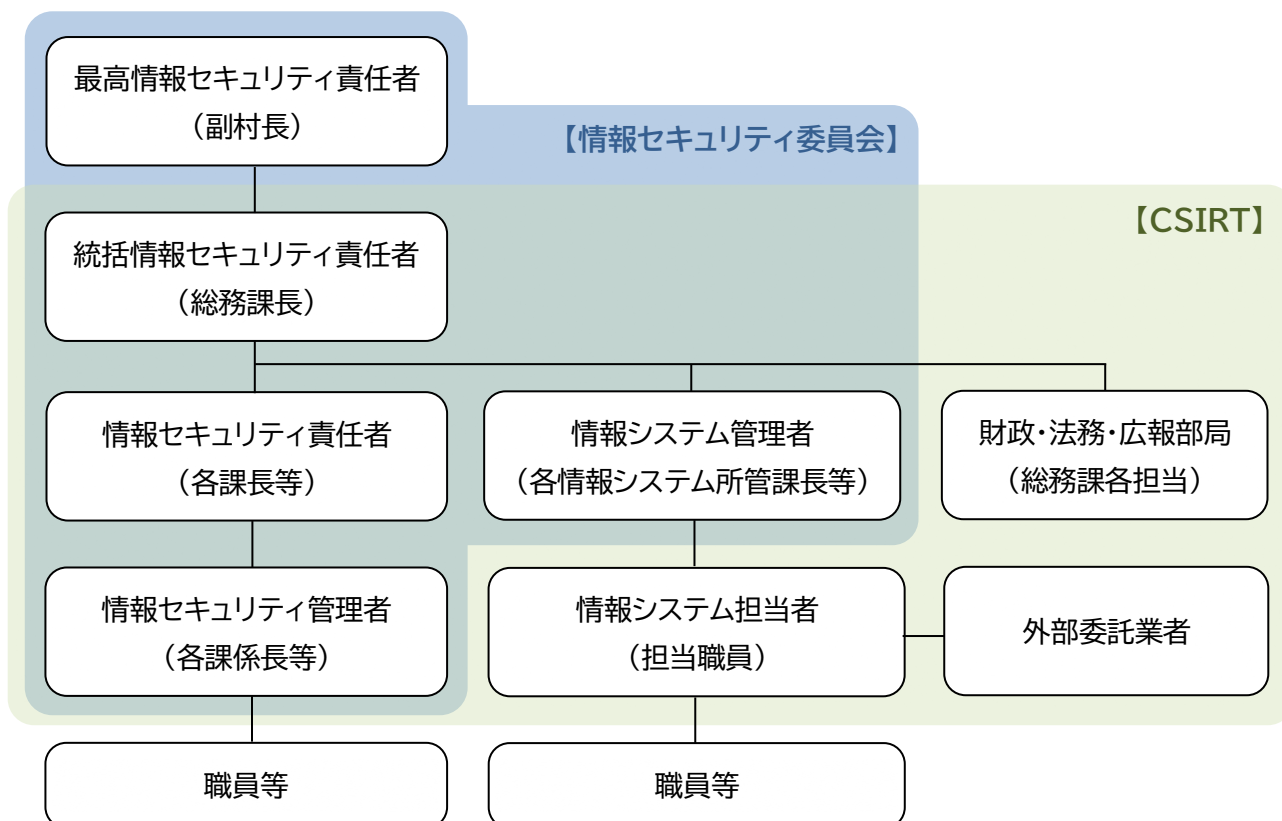 最高情報セキュリティ責任者
（副村長）
【情報セキュリティ委員会】
【CSIRT】
統括情報セキュリティ責任者
（総務課長）
情報セキュリティ責任者
（各課長等）
情報システム管理者
（各情報システム所管課長等）
財政・法務・広報部局
（総務課各担当）
情報セキュリティ管理者
（各課係長等）
情報システム担当者
（担当職員）
外部委託業者
職員等
職員等